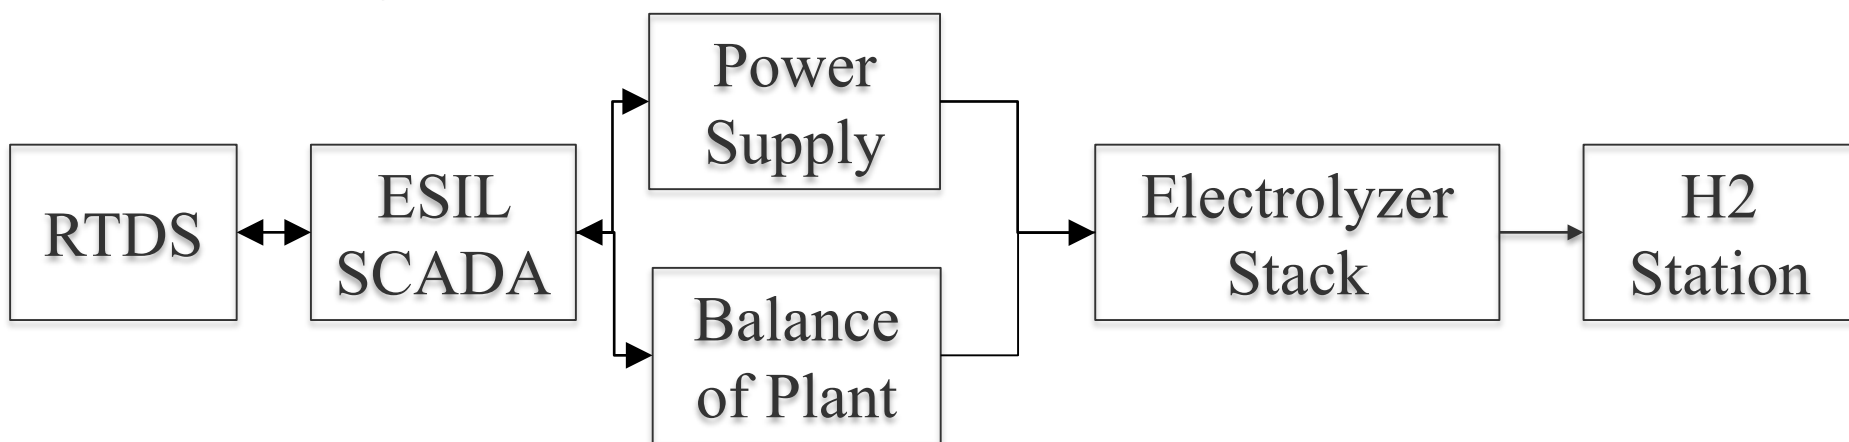 RTDS
ESIL
SCADA
Power
Supply
Balance
of Plant
Electrolyzer
Stack
H2
Station